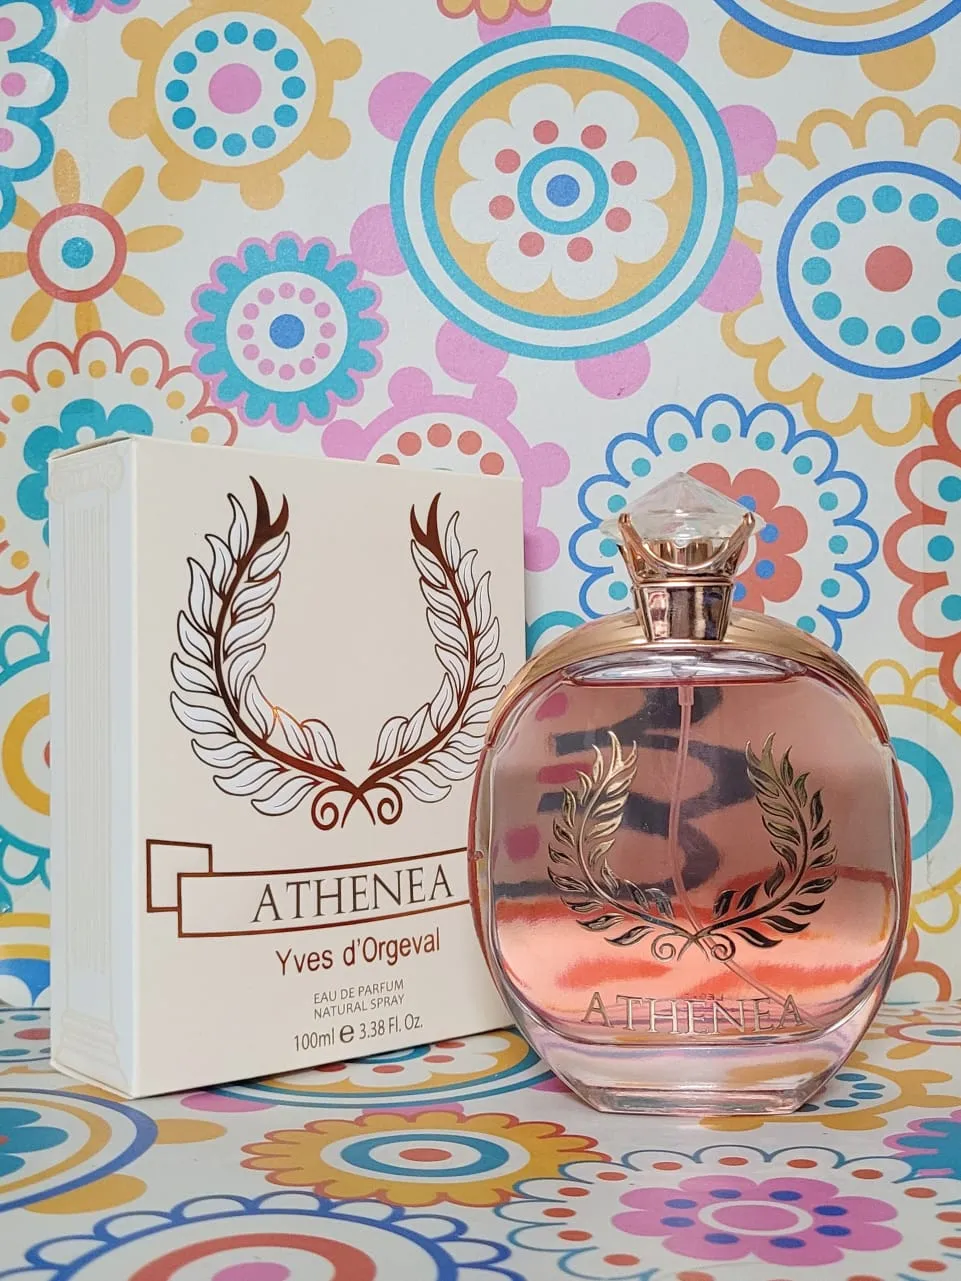 ATHENEA
Yves d'Orgeval
EAU DE PARFUM
NATURAL SPRAY
100ml e 3.38 Fl. Oz.
ATHENEA